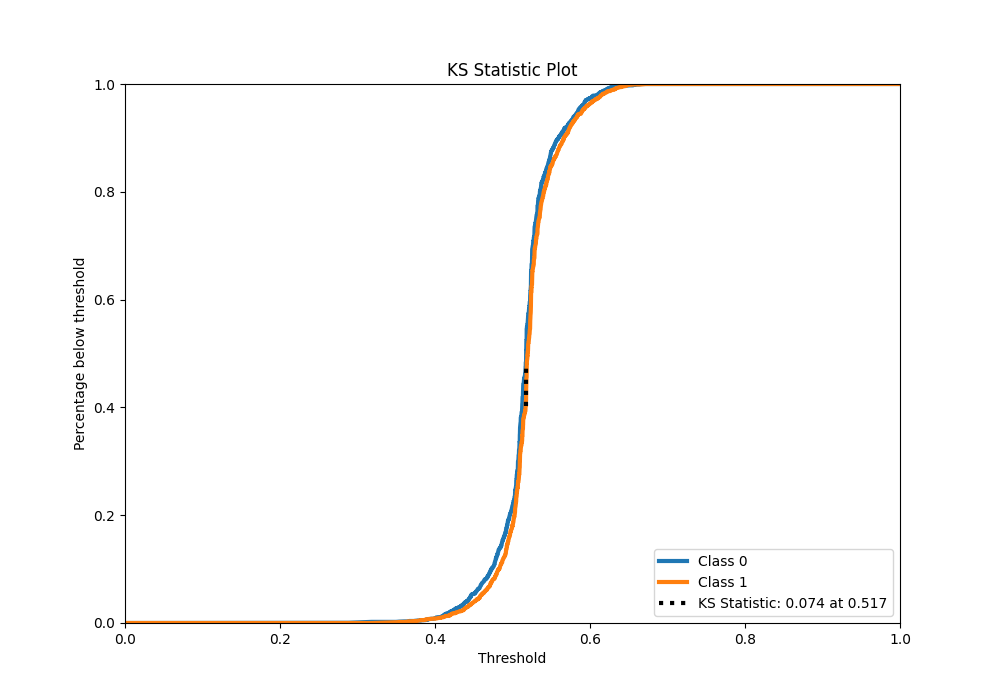 KS Statistic Plot
1.0
0.8
0.6
0.4
0.2
0.0
Percentage below threshold
0.0 0.2 0.4 0.6 0.8 1.0
Threshold
Class 0
Class 1
KS Statistic: 0.074 at 0.517